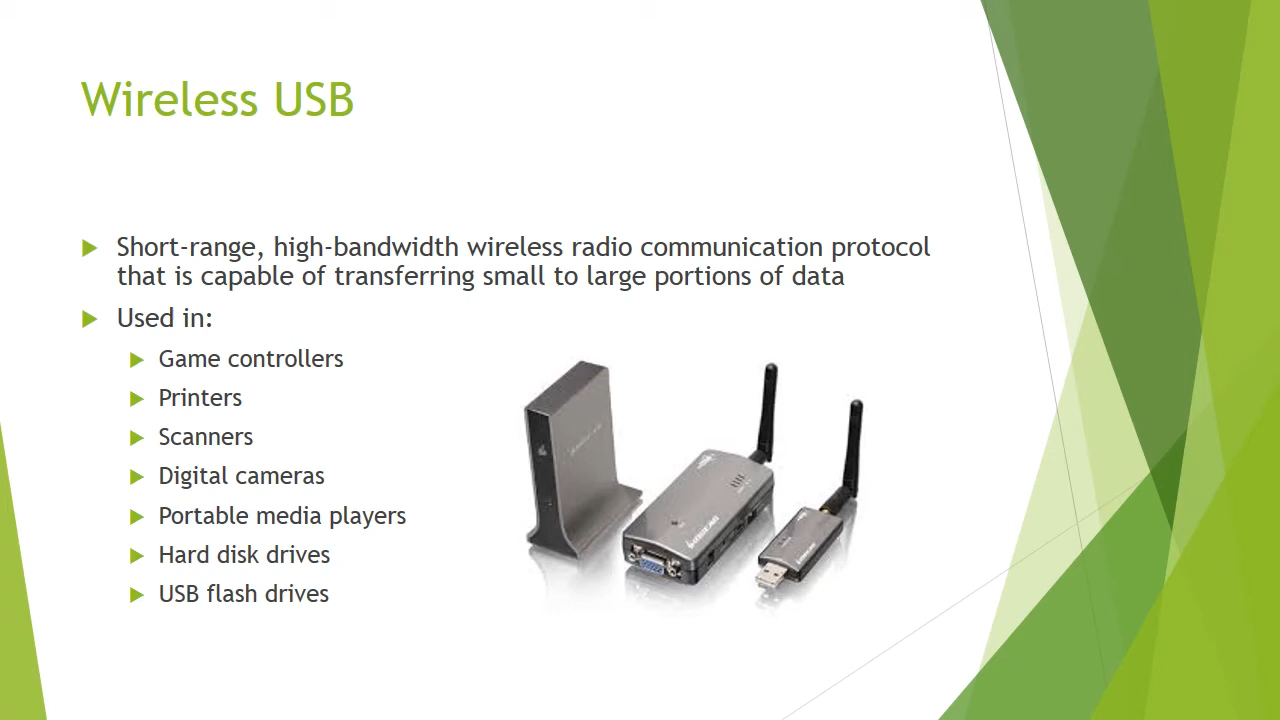 Wireless USB
Short-range, high-bandwidth wireless radio communication protocol
that is capable of transferring small to large portions of data
Used in:
Game controllers
Printers
Scanners
Digital cameras
Portable media players
Hard disk drives
USB flash drives